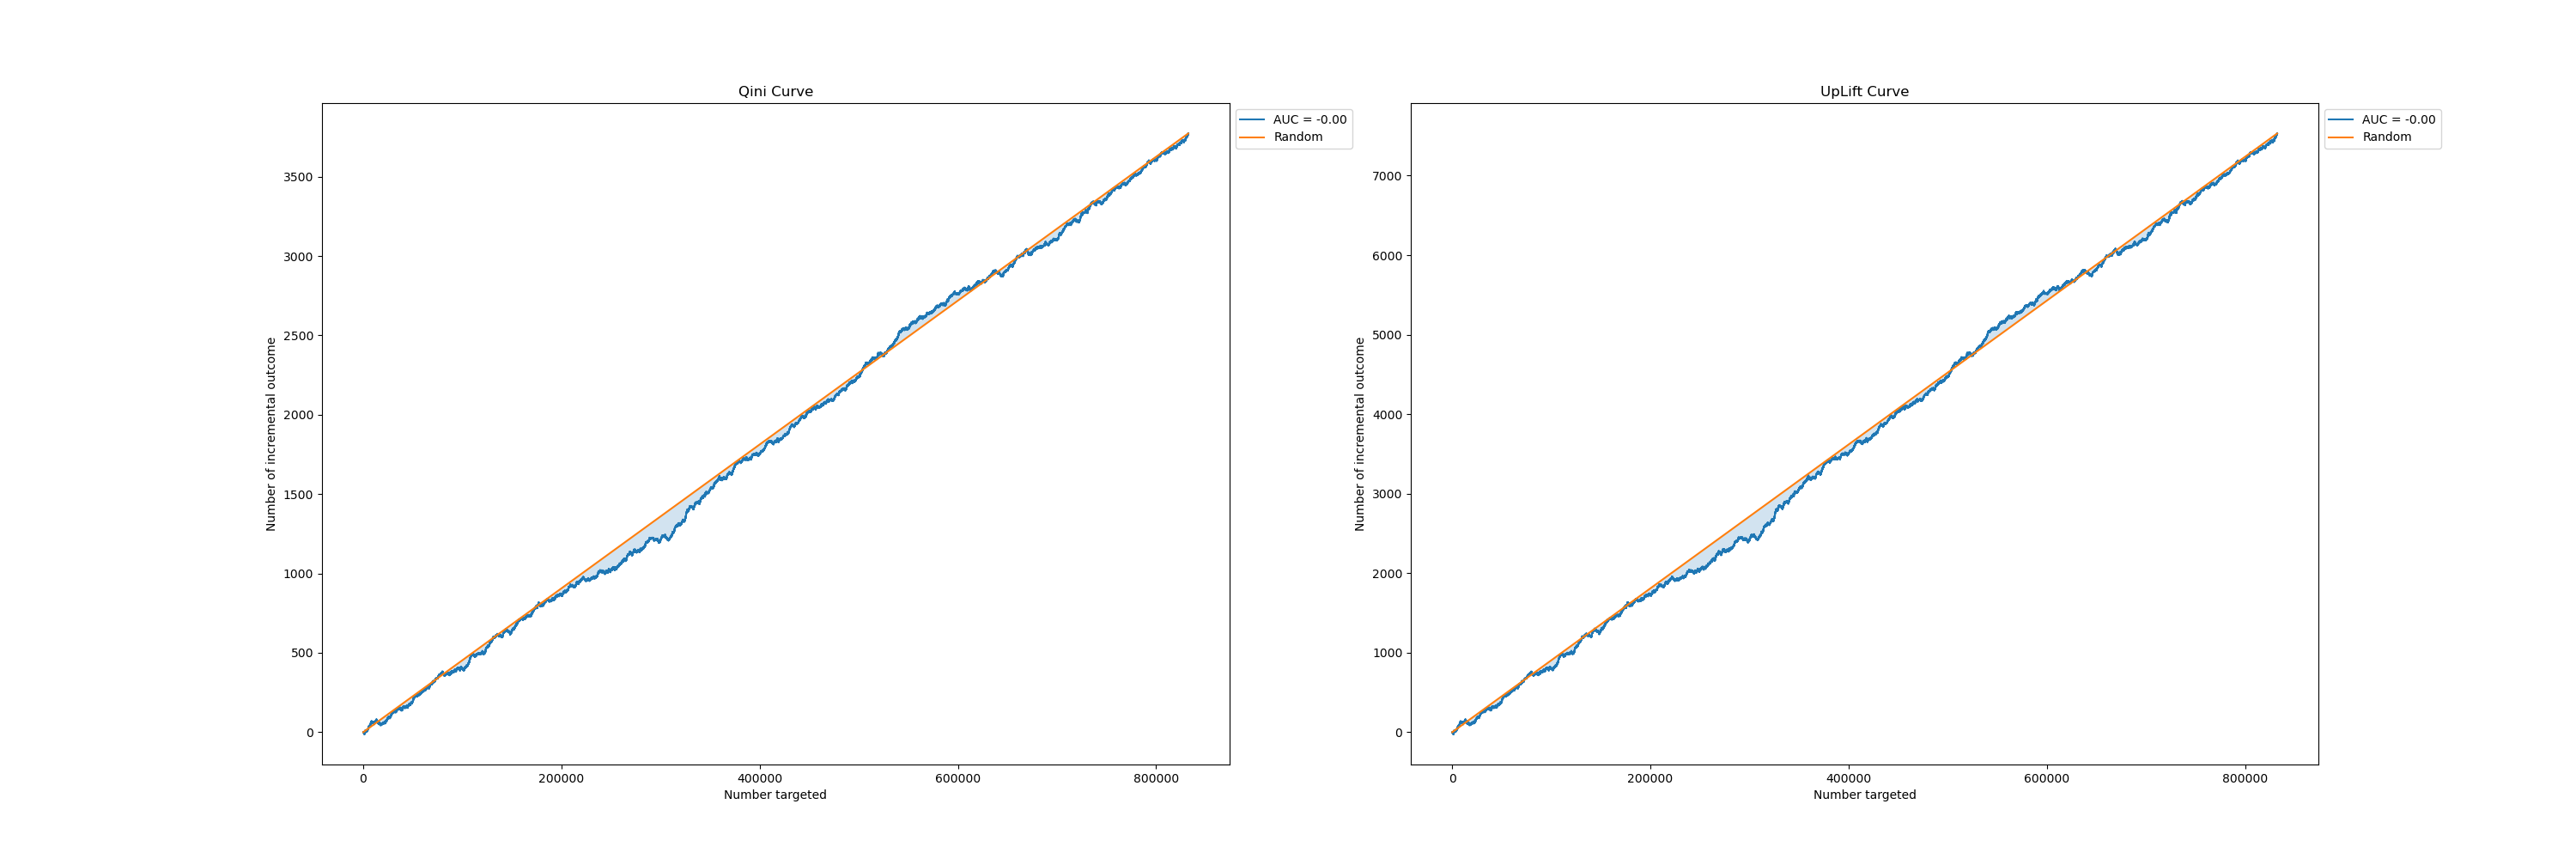 Qini Curve
AUC = -0.00
Random
Number of incremental outcome
3500
3000
2500
2000
1500
1000
500
0
0 200000 400000 600000 800000
Number targeted
UpLift Curve
AUC = -0.00
Random
Number of incremental outcome
7000
6000
5000
4000
3000
2000
1000
0
0 200000 400000 600000 800000
Number targeted